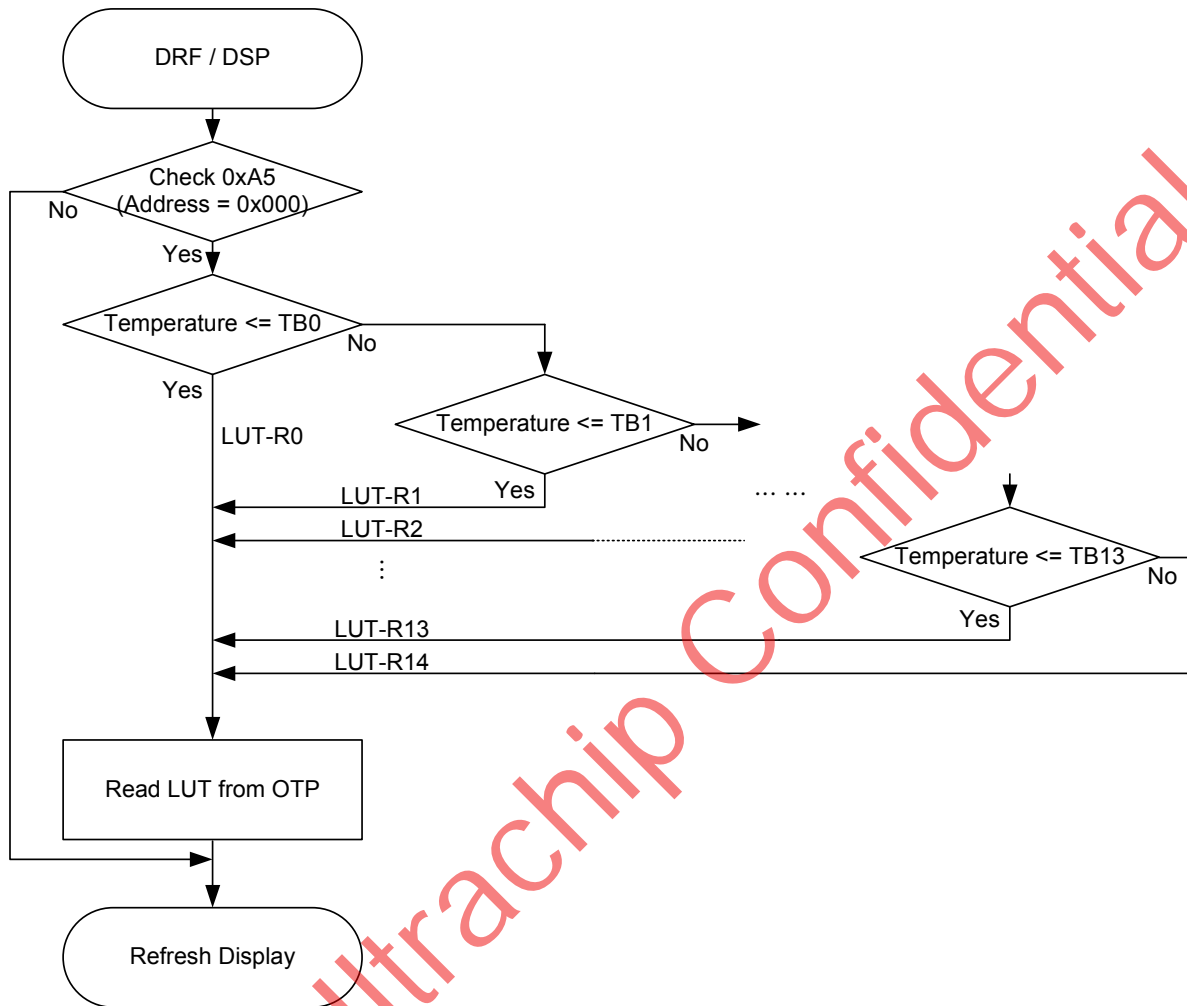 DRF / DSP
Check 0xA5
(Address = 0x000)
No
Yes
Temperature <= TB0
No
Yes
LUT-R0
Temperature <= TB1
No
Yes
LUT-R1
... ...
LUT-R2
...
Temperature <= TB13
No
Yes
LUT-R13
LUT-R14
Read LUT from OTP
Refresh Display
Ultrachip Confidential